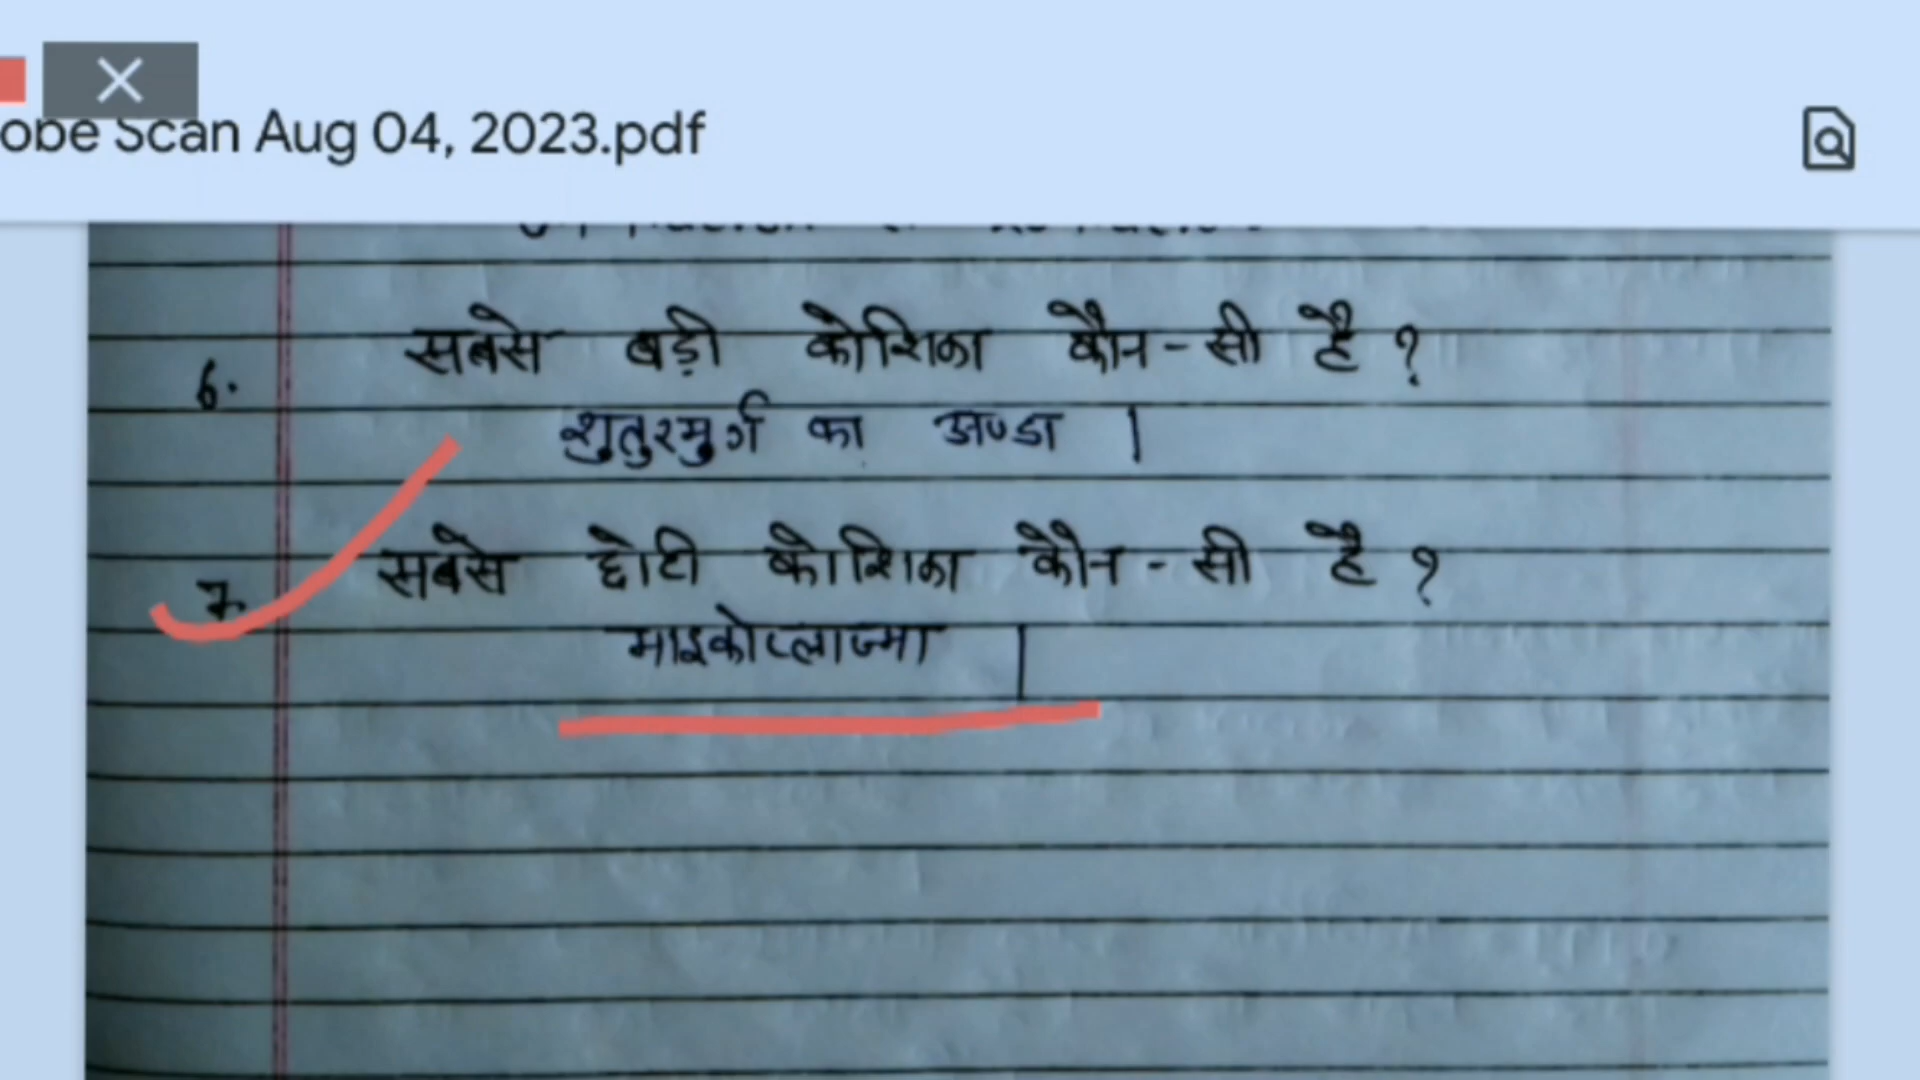 obe Scan Aug 04, 2023.pdf
6. सबसे बड़ी कोशिका कौन-सी है ?
शुतुरमुर्ग का अण्डा |
7. सबसे छोटी कोशिका कौन-सी है ?
माइकोप्लाज्मा |